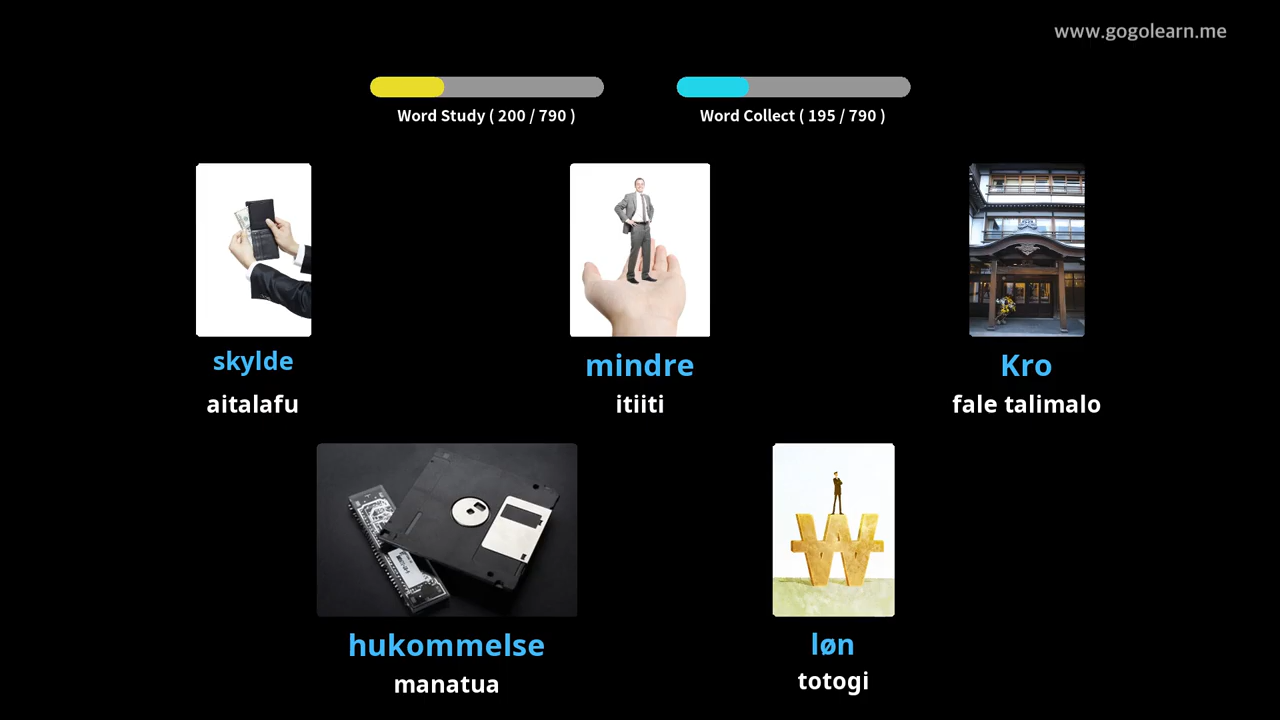 www.gogolearn.me
Word Study ( 200 / 790 )
Word Collect ( 195 / 790 )
skylde
aitalafu
mindre
itiiti
Kro
fale talimalo
hukommelse
manatua
løn
totogi